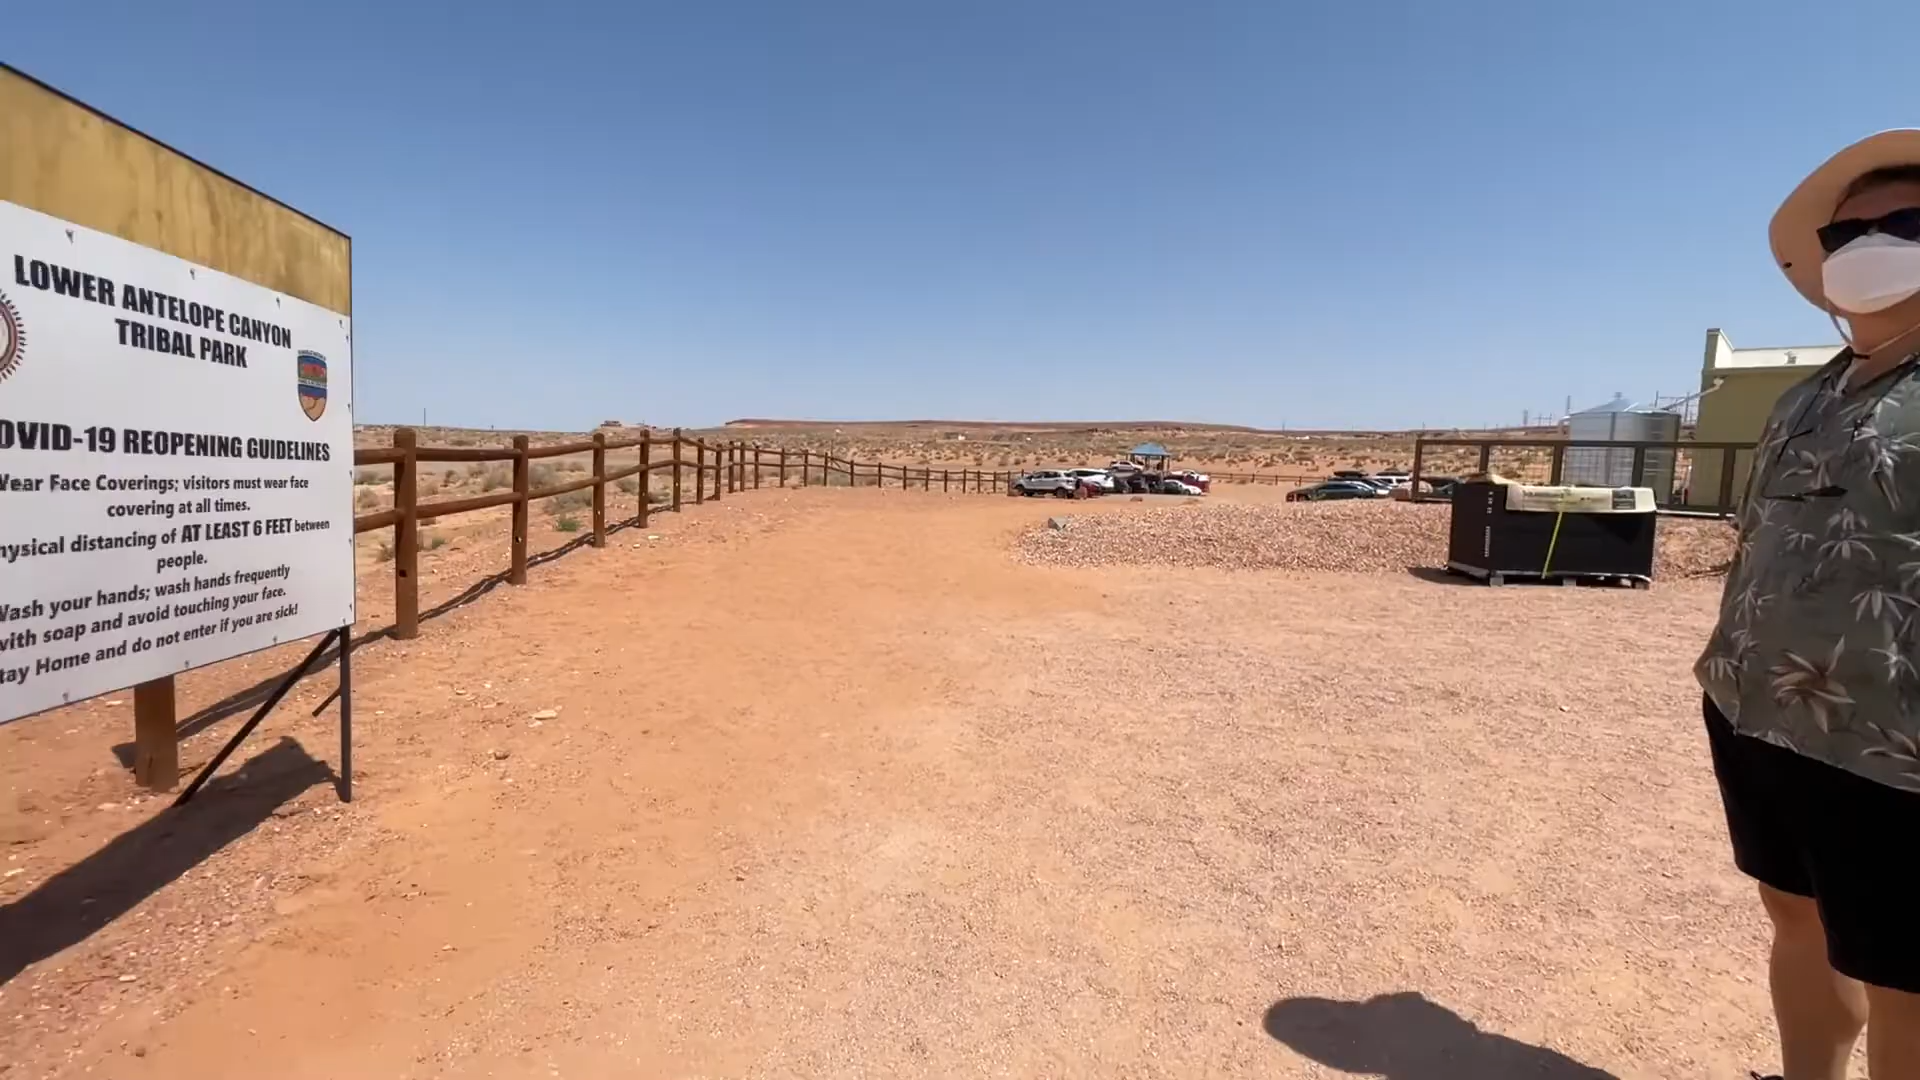 LOWER ANTELOPE CANYON
TRIBAL PARK
OVID-19 REOPENING GUIDELINES
Wear Face Coverings; visitors must wear face
covering at all times.
hysical distancing of AT LEAST 6 FEET between
people.
Wash your hands; wash hands frequently
with soap and avoid touching your face.
tay Home and do not enter if you are sick!